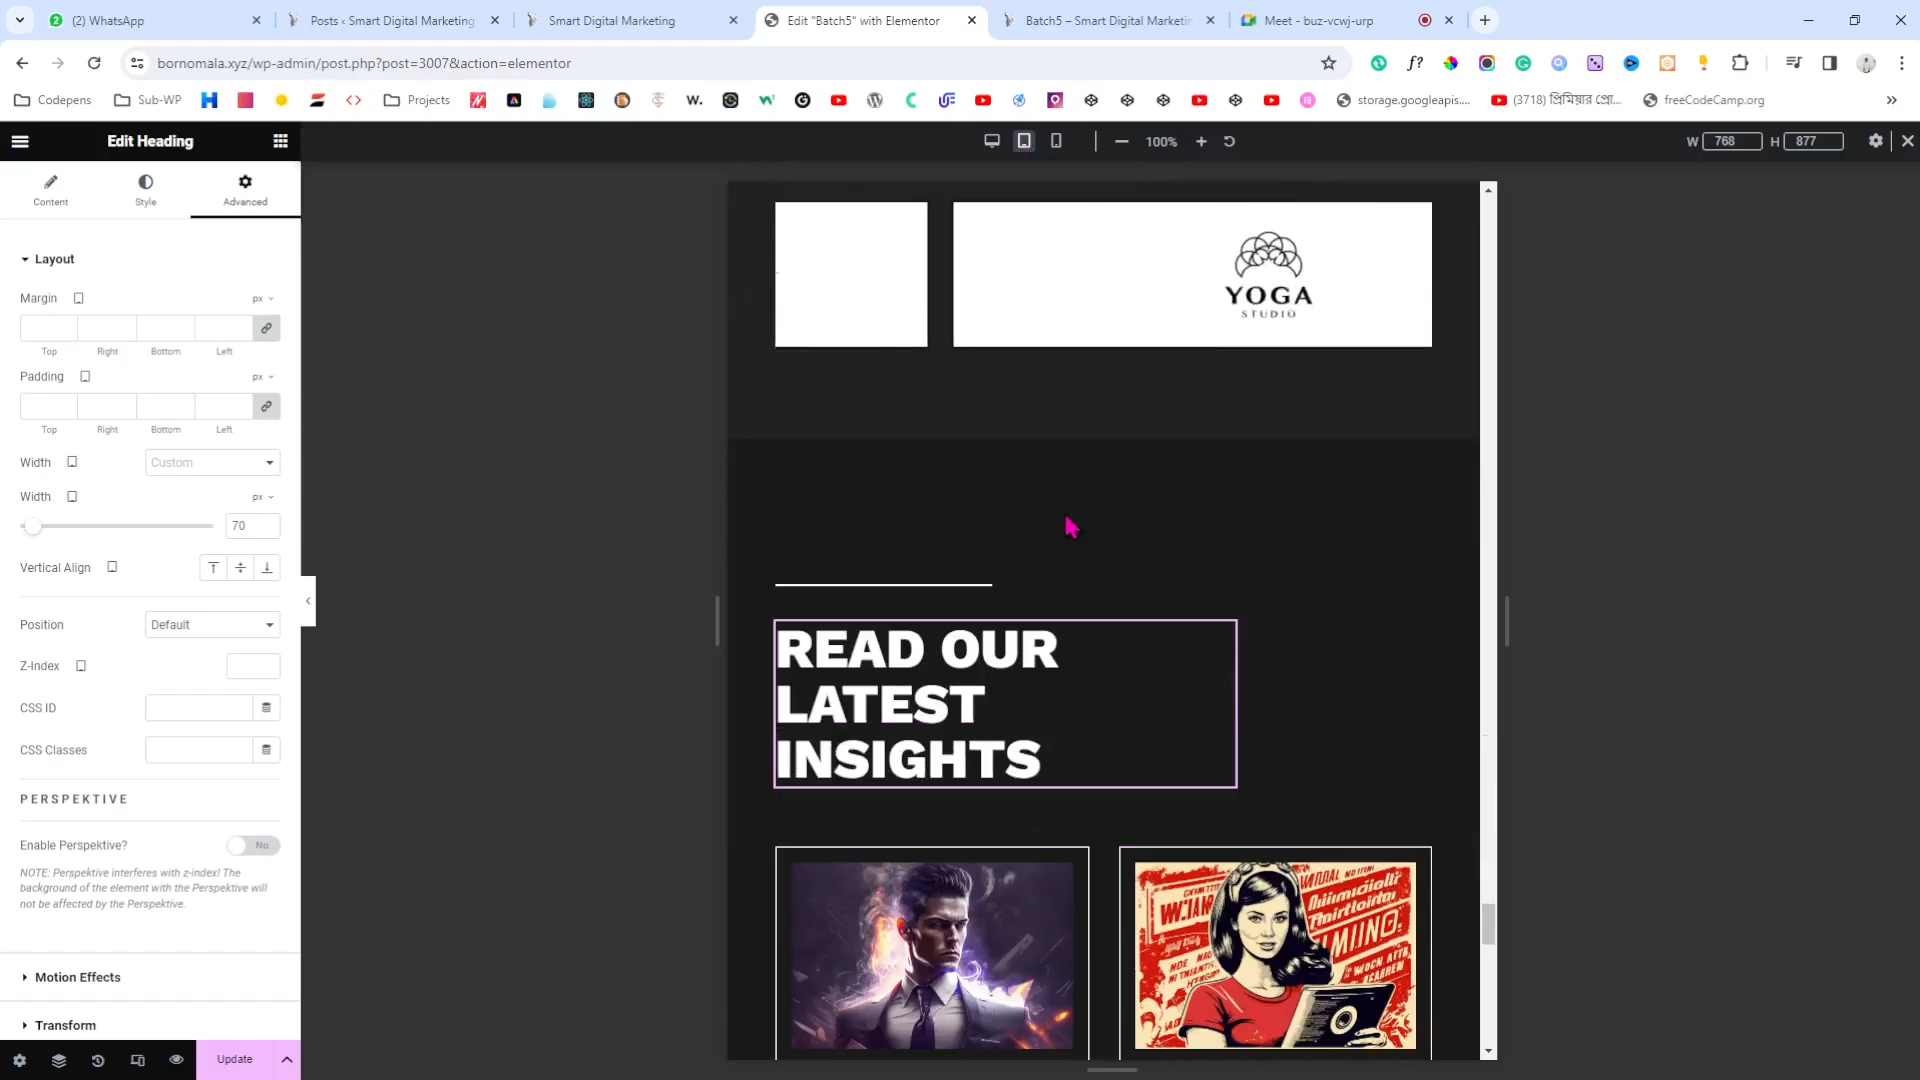 (2) WhatsApp
Posts ‹ Smart Digital Marketing
Smart Digital Marketing
Edit "Batch5" with Elementor
Batch5 – Smart Digital Marketin
Meet - buz-vcwj-urp
bornomala.xyz/wp-admin/post.php?post=3007&action=elementor
Codepens
Sub-WP
Projects
storage.googleapis....
(3718) প্রিমিয়ার প্রো...
freeCodeCamp.org
Edit Heading
100%
W 768 H 877
Content
Style
Advanced
Layout
Margin
px
Top Right Bottom Left
Padding
px
Top Right Bottom Left
Width
Custom
Width
px
70
Vertical Align
Position
Default
Z-Index
CSS ID
CSS Classes
PERSPEKTIVE
Enable Perspektive?
No
NOTE: Perspektive interferes with z-index! The
background of the element with the Perspektive will
not be affected by the Perspektive.
Motion Effects
Transform
Update
YOGA
STUDIO
READ OUR
LATEST
INSIGHTS